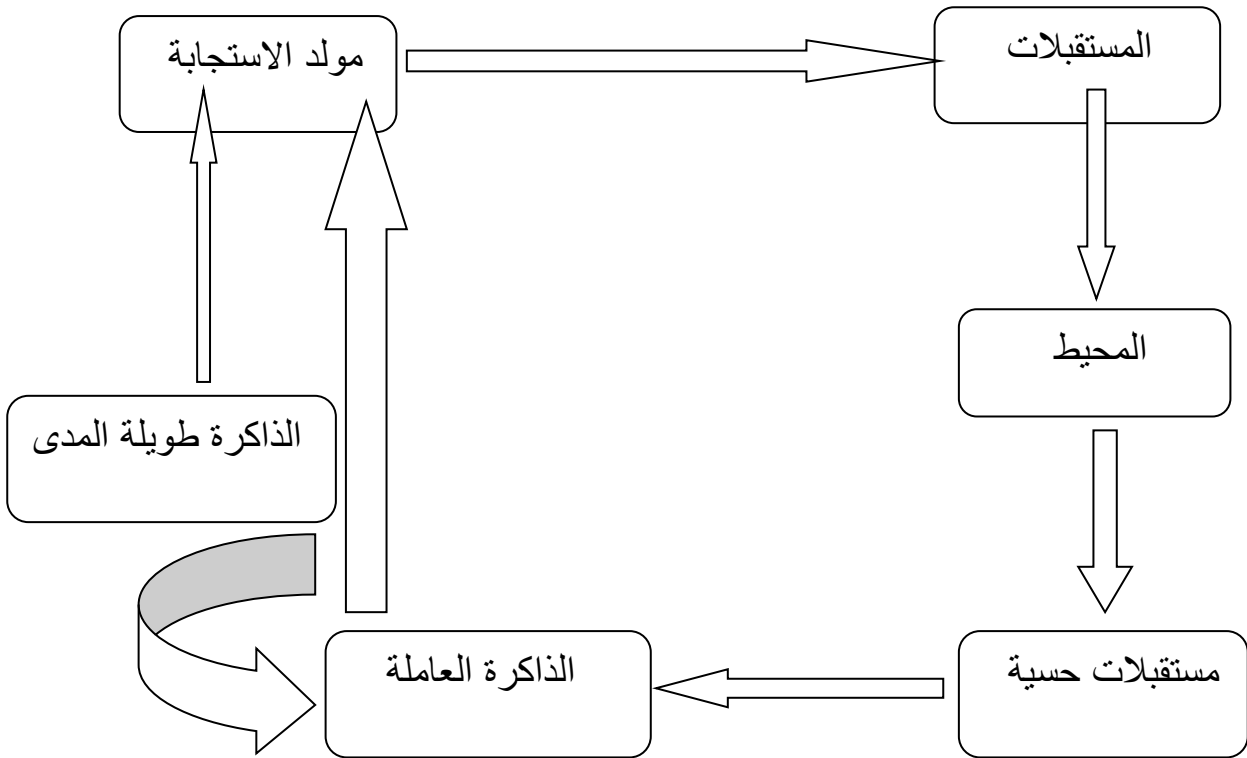 المستقبلات
مولد الاستجابة
المحيط
الذاكرة طويلة المدى
مستقبلات حسية
الذاكرة العاملة